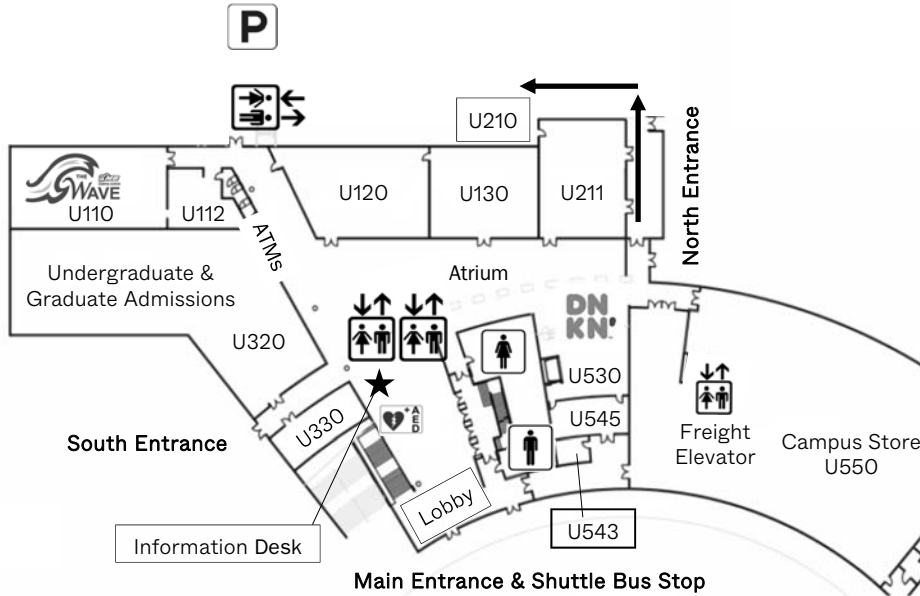 P
U210
North Entrance
THE
WAVE
U110
U112
U120
U130
U211
ATMs
Undergraduate &
Graduate Admissions
Atrium
DN
KN'
U320
U530
U330
AED
U545
South Entrance
Freight
Elevator
Campus Store
U550
Lobby
Information Desk
U543
Main Entrance & Shuttle Bus Stop